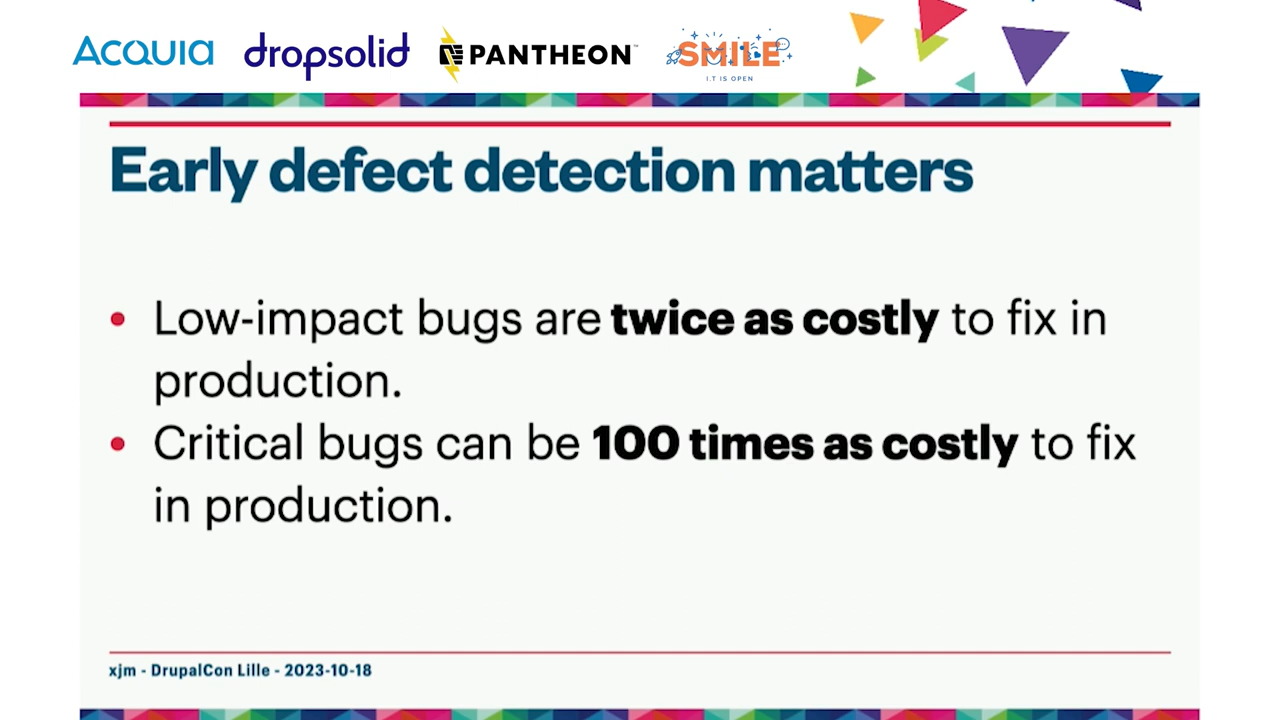 ACQUIA dropsolid PANTHEON™ SMILE
I.T IS OPEN
Early defect detection matters
• Low-impact bugs are twice as costly to fix in
production.
• Critical bugs can be 100 times as costly to fix
in production.
xjm - DrupalCon Lille - 2023-10-18